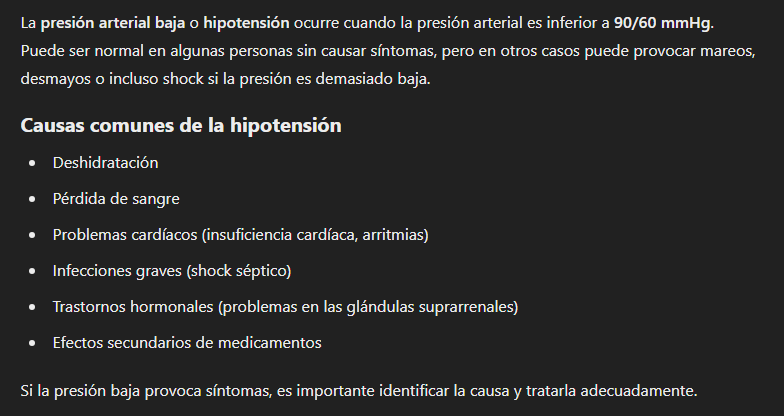 La presión arterial baja o hipotensión ocurre cuando la presión arterial es inferior a 90/60 mmHg.
Puede ser normal en algunas personas sin causar síntomas, pero en otros casos puede provocar mareos,
desmayos o incluso shock si la presión es demasiado baja.
Causas comunes de la hipotensión
• Deshidratación
• Pérdida de sangre
• Problemas cardíacos (insuficiencia cardíaca, arritmias)
• Infecciones graves (shock séptico)
• Trastornos hormonales (problemas en las glándulas suprarrenales)
• Efectos secundarios de medicamentos
Si la presión baja provoca síntomas, es importante identificar la causa y tratarla adecuadamente.